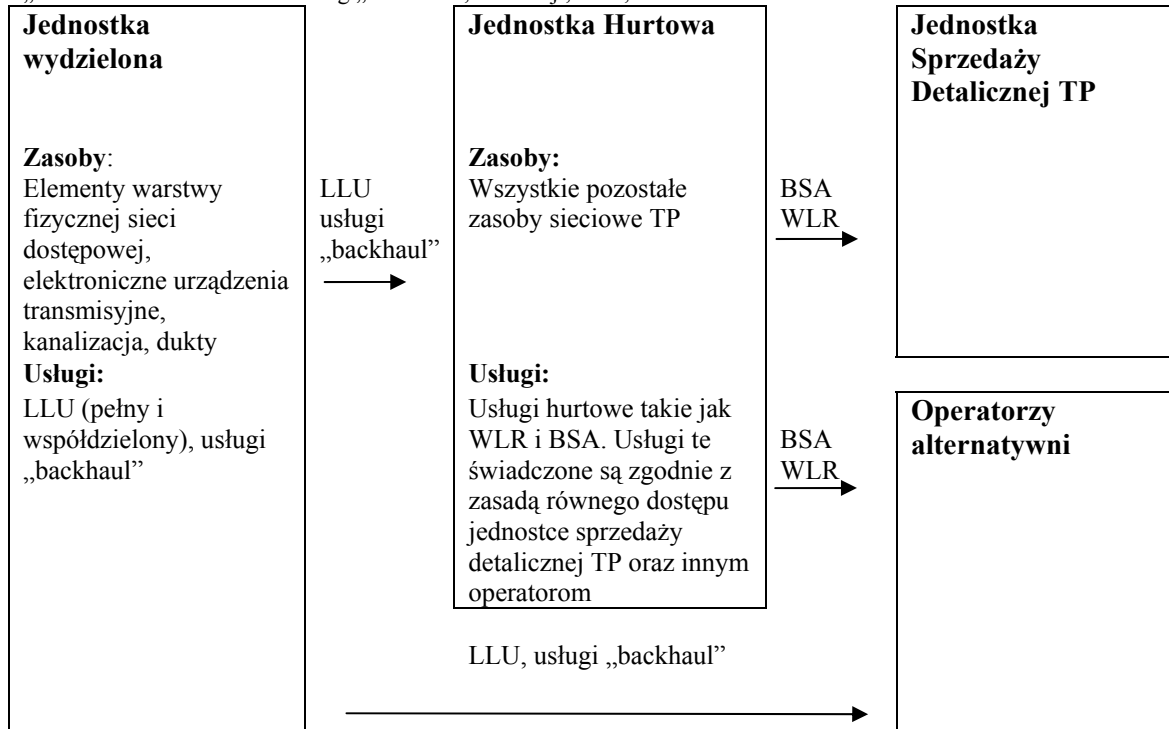 Jednostka
wydzielona
Zasoby:
Elementy warstwy
fizycznej sieci
dostępowej,
elektroniczne urządzenia
transmisyjne,
kanalizacja, dukty
Usługi:
LLU (pełny i
współdzielony), usługi
„backhaul”
LLU
usługi
„backhaul”
Jednostka Hurtowa
Zasoby:
Wszystkie pozostałe
zasoby sieciowe TP
Usługi:
Usługi hurtowe takie jak
WLR i BSA. Usługi te
świadczone są zgodnie z
zasadą równego dostępu
jednostce sprzedaży
detalicznej TP oraz innym
operatorom
BSA
WLR
Jednostka
Sprzedaży
Detalicznej TP
BSA
WLR
Operatorzy
alternatywni
LLU, usługi „backhaul”